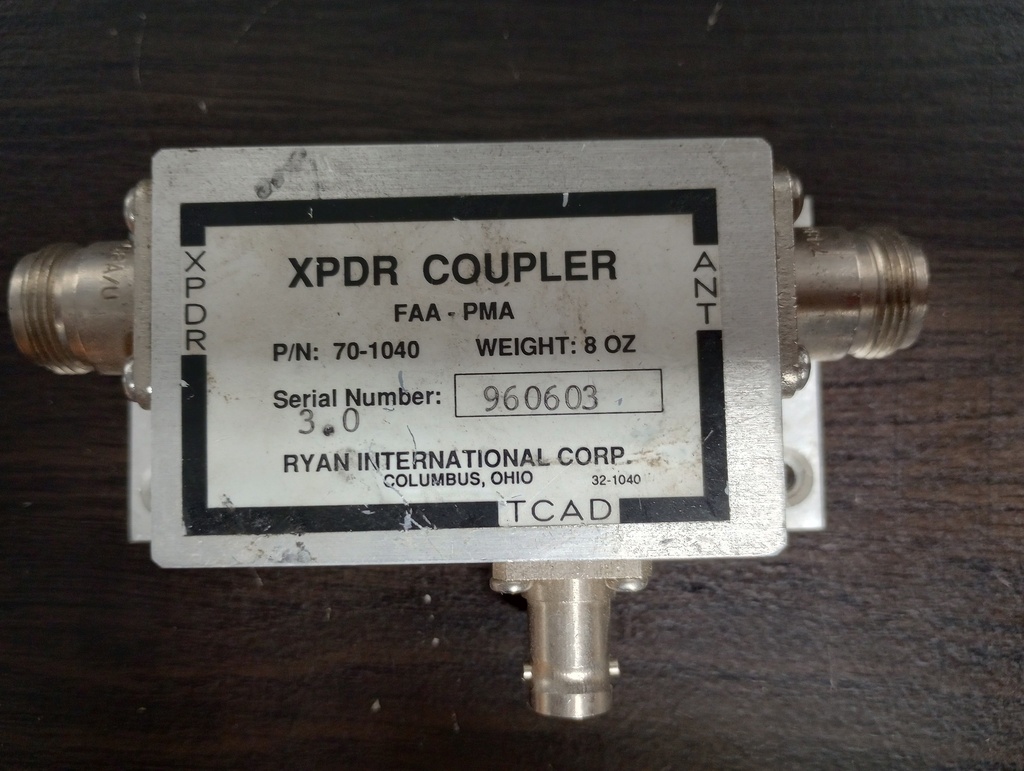 XPDR COUPLER
FAA - PMA
XPDR
ANT
P/N: 70-1040 WEIGHT: 8 OZ
Serial Number: 960603
3.0
RYAN INTERNATIONAL CORP.
COLUMBUS, OHIO 32-1040
TCAD